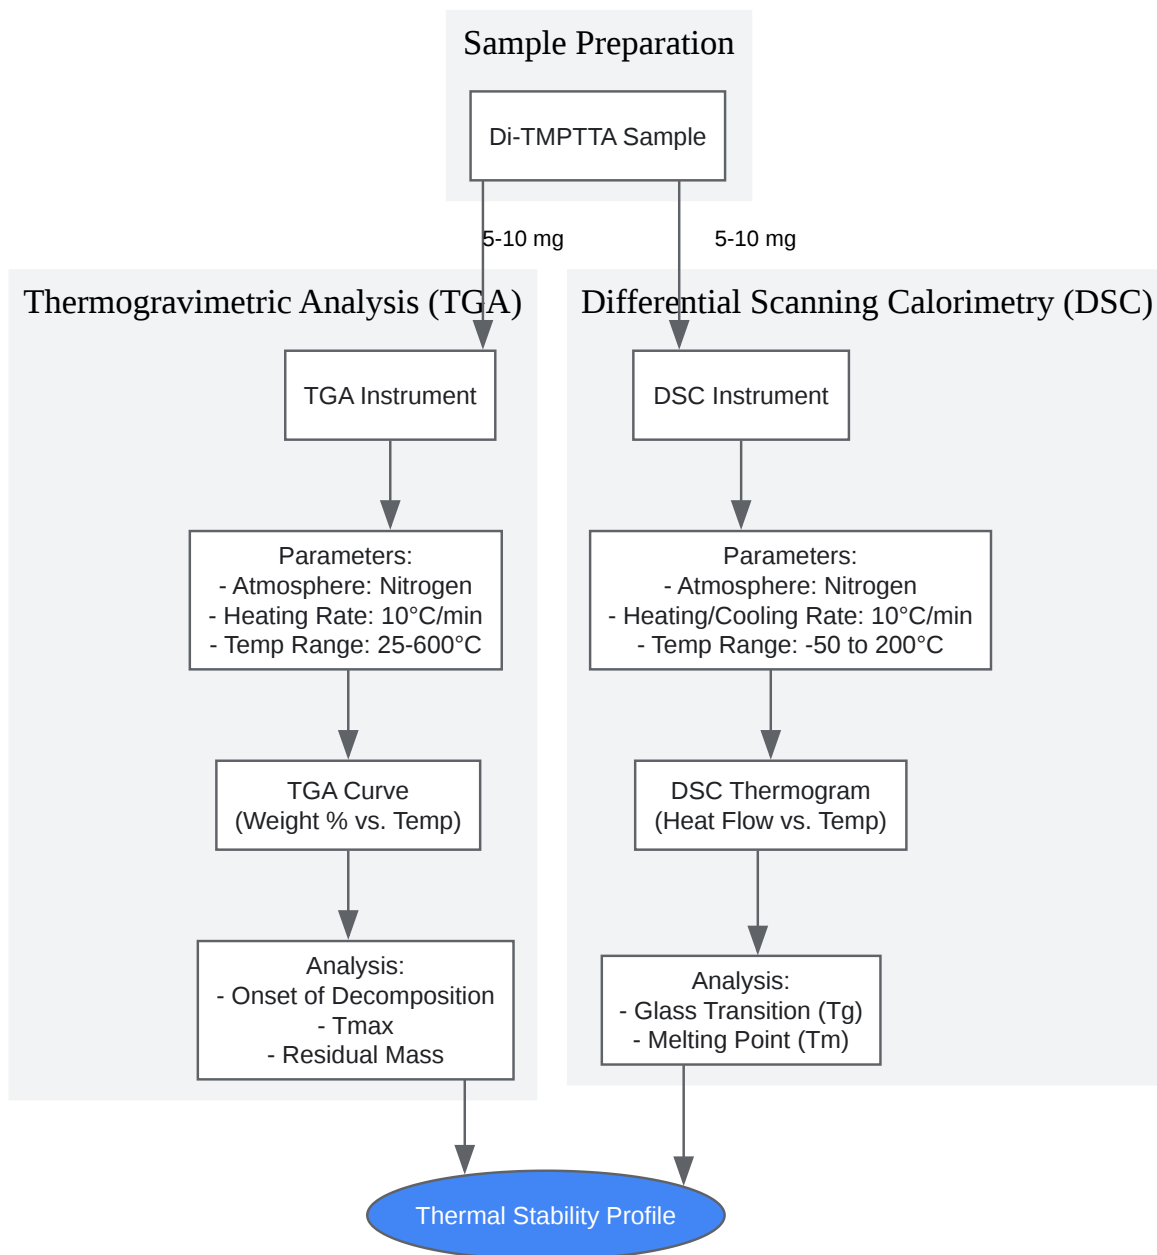 Sample Preparation
Di-TMPTTA Sample
5-10 mg
5-10 mg
Thermogravimetric Analysis (TGA)
TGA Instrument
Parameters:
- Atmosphere: Nitrogen
- Heating Rate: 10°C/min
- Temp Range: 25-600°C
TGA Curve
(Weight % vs. Temp)
Analysis:
- Onset of Decomposition
- Tmax
- Residual Mass
Differential Scanning Calorimetry (DSC)
DSC Instrument
Parameters:
- Atmosphere: Nitrogen
- Heating/Cooling Rate: 10°C/min
- Temp Range: -50 to 200°C
DSC Thermogram
(Heat Flow vs. Temp)
Analysis:
- Glass Transition (Tg)
- Melting Point (Tm)
Thermal Stability Profile